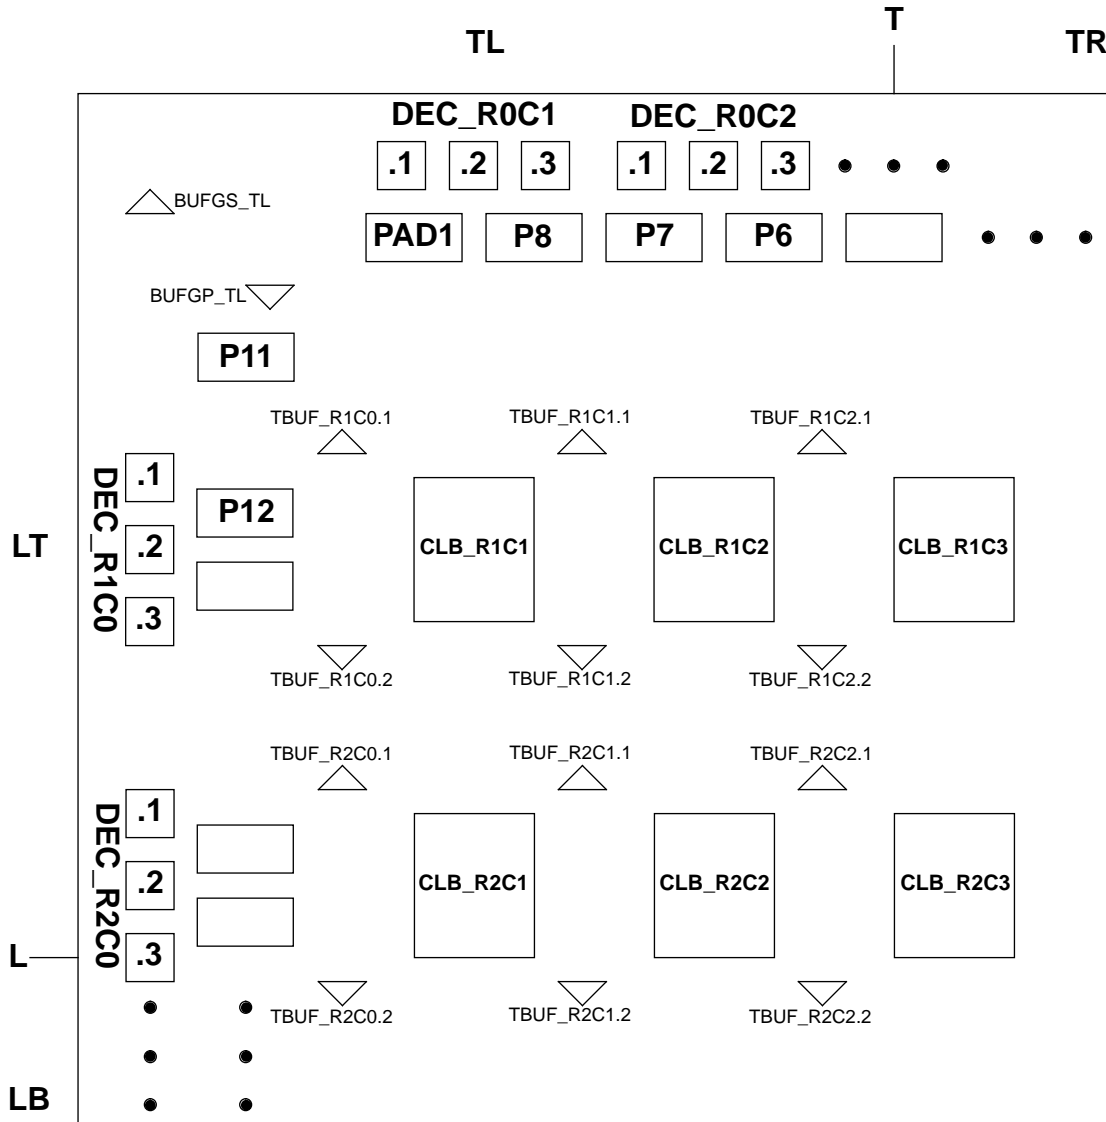 T
TL
TR
DEC_R0C1
DEC_R0C2
.1
.2
.3
.1
.2
.3
BUFGS_TL
PAD1
P8
P7
P6
BUFGP_TL
P11
TBUF_R1C0.1
TBUF_R1C1.1
TBUF_R1C2.1
DEC_R1C0
.1
.2
.3
P12
LT
CLB_R1C1
CLB_R1C2
CLB_R1C3
TBUF_R1C0.2
TBUF_R1C1.2
TBUF_R1C2.2
TBUF_R2C0.1
TBUF_R2C1.1
TBUF_R2C2.1
DEC_R2C0
.1
.2
.3
CLB_R2C1
CLB_R2C2
CLB_R2C3
L
TBUF_R2C0.2
TBUF_R2C1.2
TBUF_R2C2.2
LB